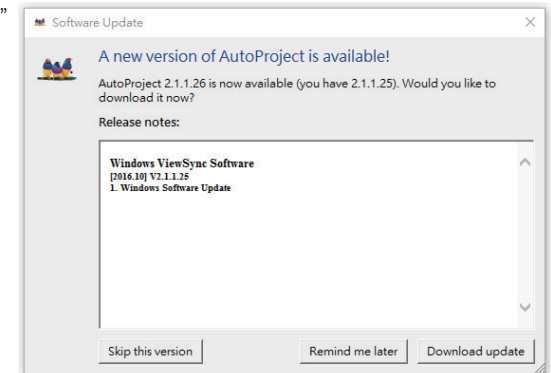 ”
Software Update
A new version of AutoProject is available!
AutoProject 2.1.1.26 is now available (you have 2.1.1.25). Would you like to
download it now?
Release notes:
Windows ViewSync Software
[2016.10] V2.1.1.25
1. Windows Software Update
Skip this version
Remind me later
Download update